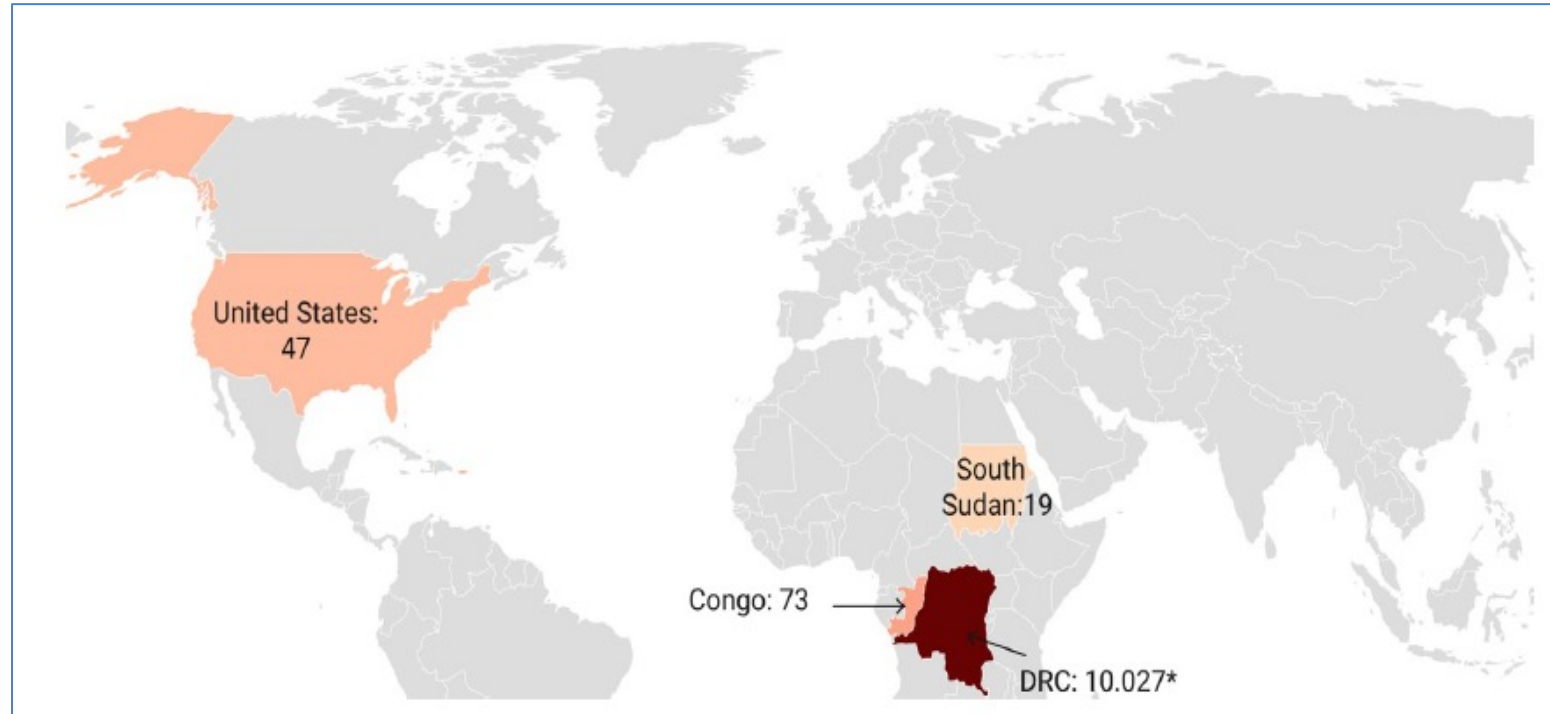 United States:
47
South
Sudan:19
Congo: 73
DRC: 10.027*